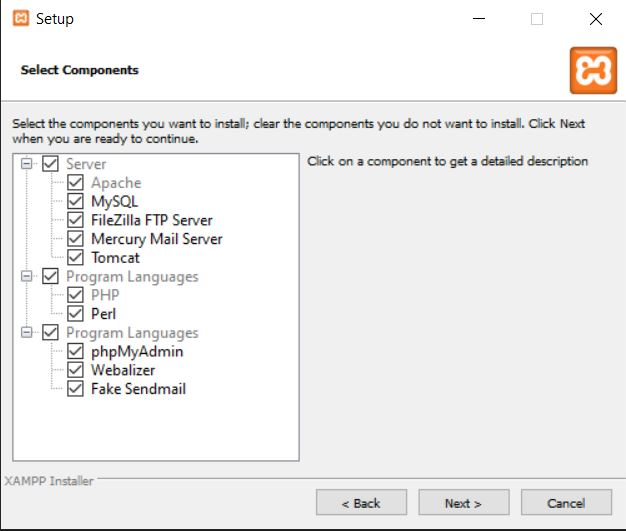 Setup
Select Components
Select the components you want to install; clear the components you do not want to install. Click Next
when you are ready to continue.
Server
Apache
MySQL
FileZilla FTP Server
Mercury Mail Server
Tomcat
Program Languages
PHP
Perl
Program Languages
phpMyAdmin
Webalizer
Fake Sendmail
Click on a component to get a detailed description
XAMPP Installer
< Back
Next >
Cancel